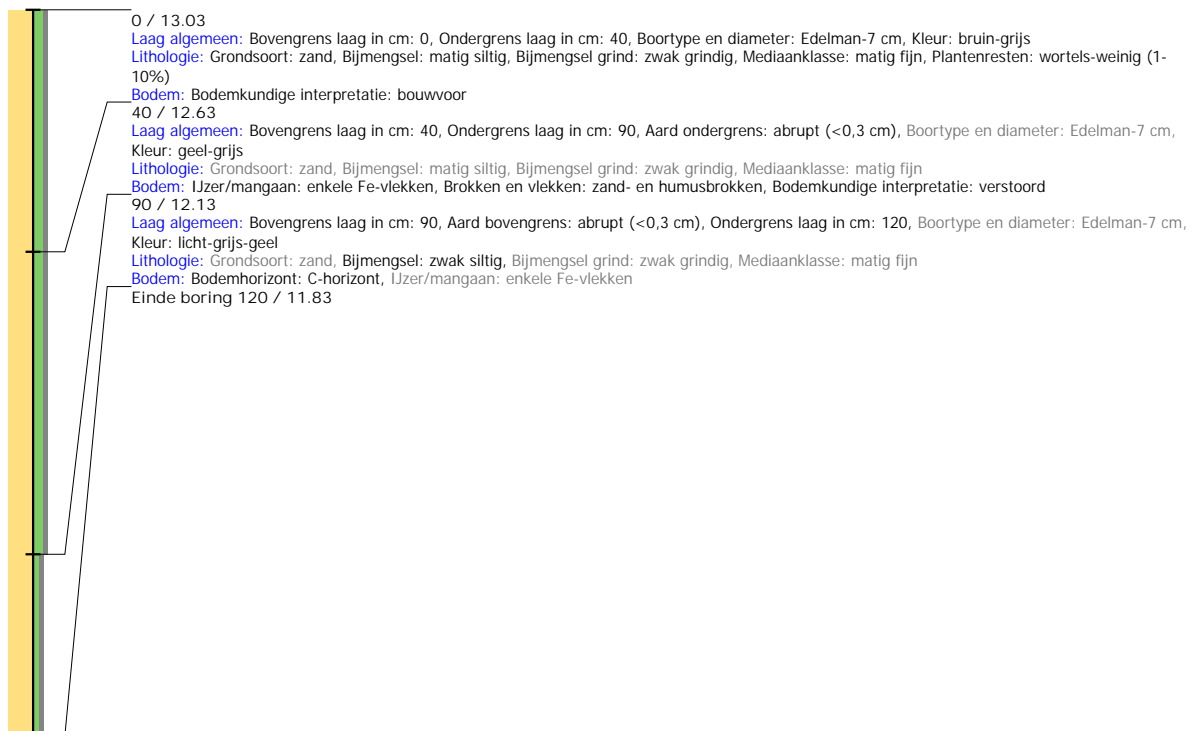 0 / 13.03
Laag algemeen: Bovengrens laag in cm: 0, Ondergrens laag in cm: 40, Boortype en diameter: Edelman-7 cm, Kleur: bruin-grijs
Lithologie: Grondsoort: zand, Bijmengsel: matig siltig, Bijmengsel grind: zwak grindig, Mediaanklasse: matig fijn, Plantenresten: wortels-weinig (1-
10%)
Bodem: Bodemkundige interpretatie: bouwvoor
40 / 12.63
Laag algemeen: Bovengrens laag in cm: 40, Ondergrens laag in cm: 90, Aard ondergrens: abrupt (<0,3 cm), Boortype en diameter: Edelman-7 cm,
Kleur: geel-grijs
Lithologie: Grondsoort: zand, Bijmengsel: matig siltig, Bijmengsel grind: zwak grindig, Mediaanklasse: matig fijn
Bodem: IJzer/mangaan: enkele Fe-vlekken, Brokken en vlekken: zand- en humusbrokken, Bodemkundige interpretatie: verstoord
90 / 12.13
Laag algemeen: Bovengrens laag in cm: 90, Aard bovengrens: abrupt (<0,3 cm), Ondergrens laag in cm: 120, Boortype en diameter: Edelman-7 cm,
Kleur: licht-grijs-geel
Lithologie: Grondsoort: zand, Bijmengsel: zwak siltig, Bijmengsel grind: zwak grindig, Mediaanklasse: matig fijn
Bodem: Bodemhorizont: C-horizont, IJzer/mangaan: enkele Fe-vlekken
Einde boring 120 / 11.83